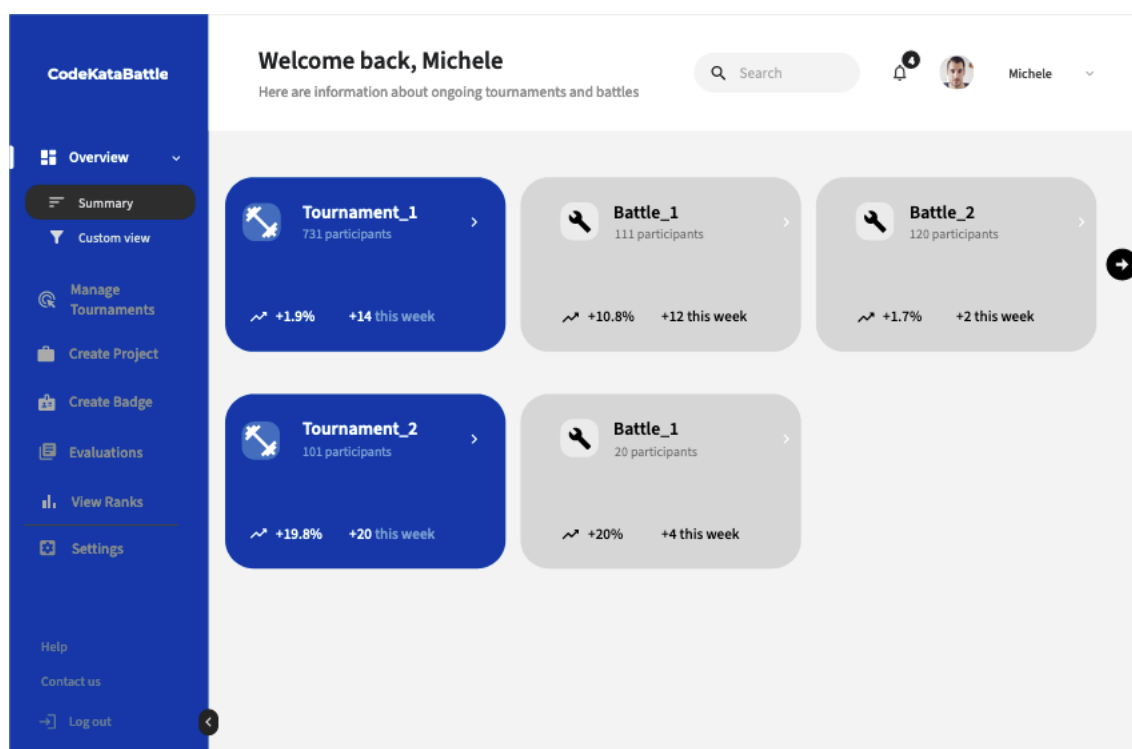 CodeKataBattle
Overview
Summary
Custom view
Manage
Tournaments
Create Project
Create Badge
Evaluations
View Ranks
Settings
Help
Contact us
Log out
Welcome back, Michele
Here are information about ongoing tournaments and battles
Search
4
Michele
Tournament_1
731 participants
+1.9% +14 this week
Battle_1
111 participants
+10.8% +12 this week
Battle_2
120 participants
+1.7% +2 this week
Tournament_2
101 participants
+19.8% +20 this week
Battle_1
20 participants
+20% +4 this week